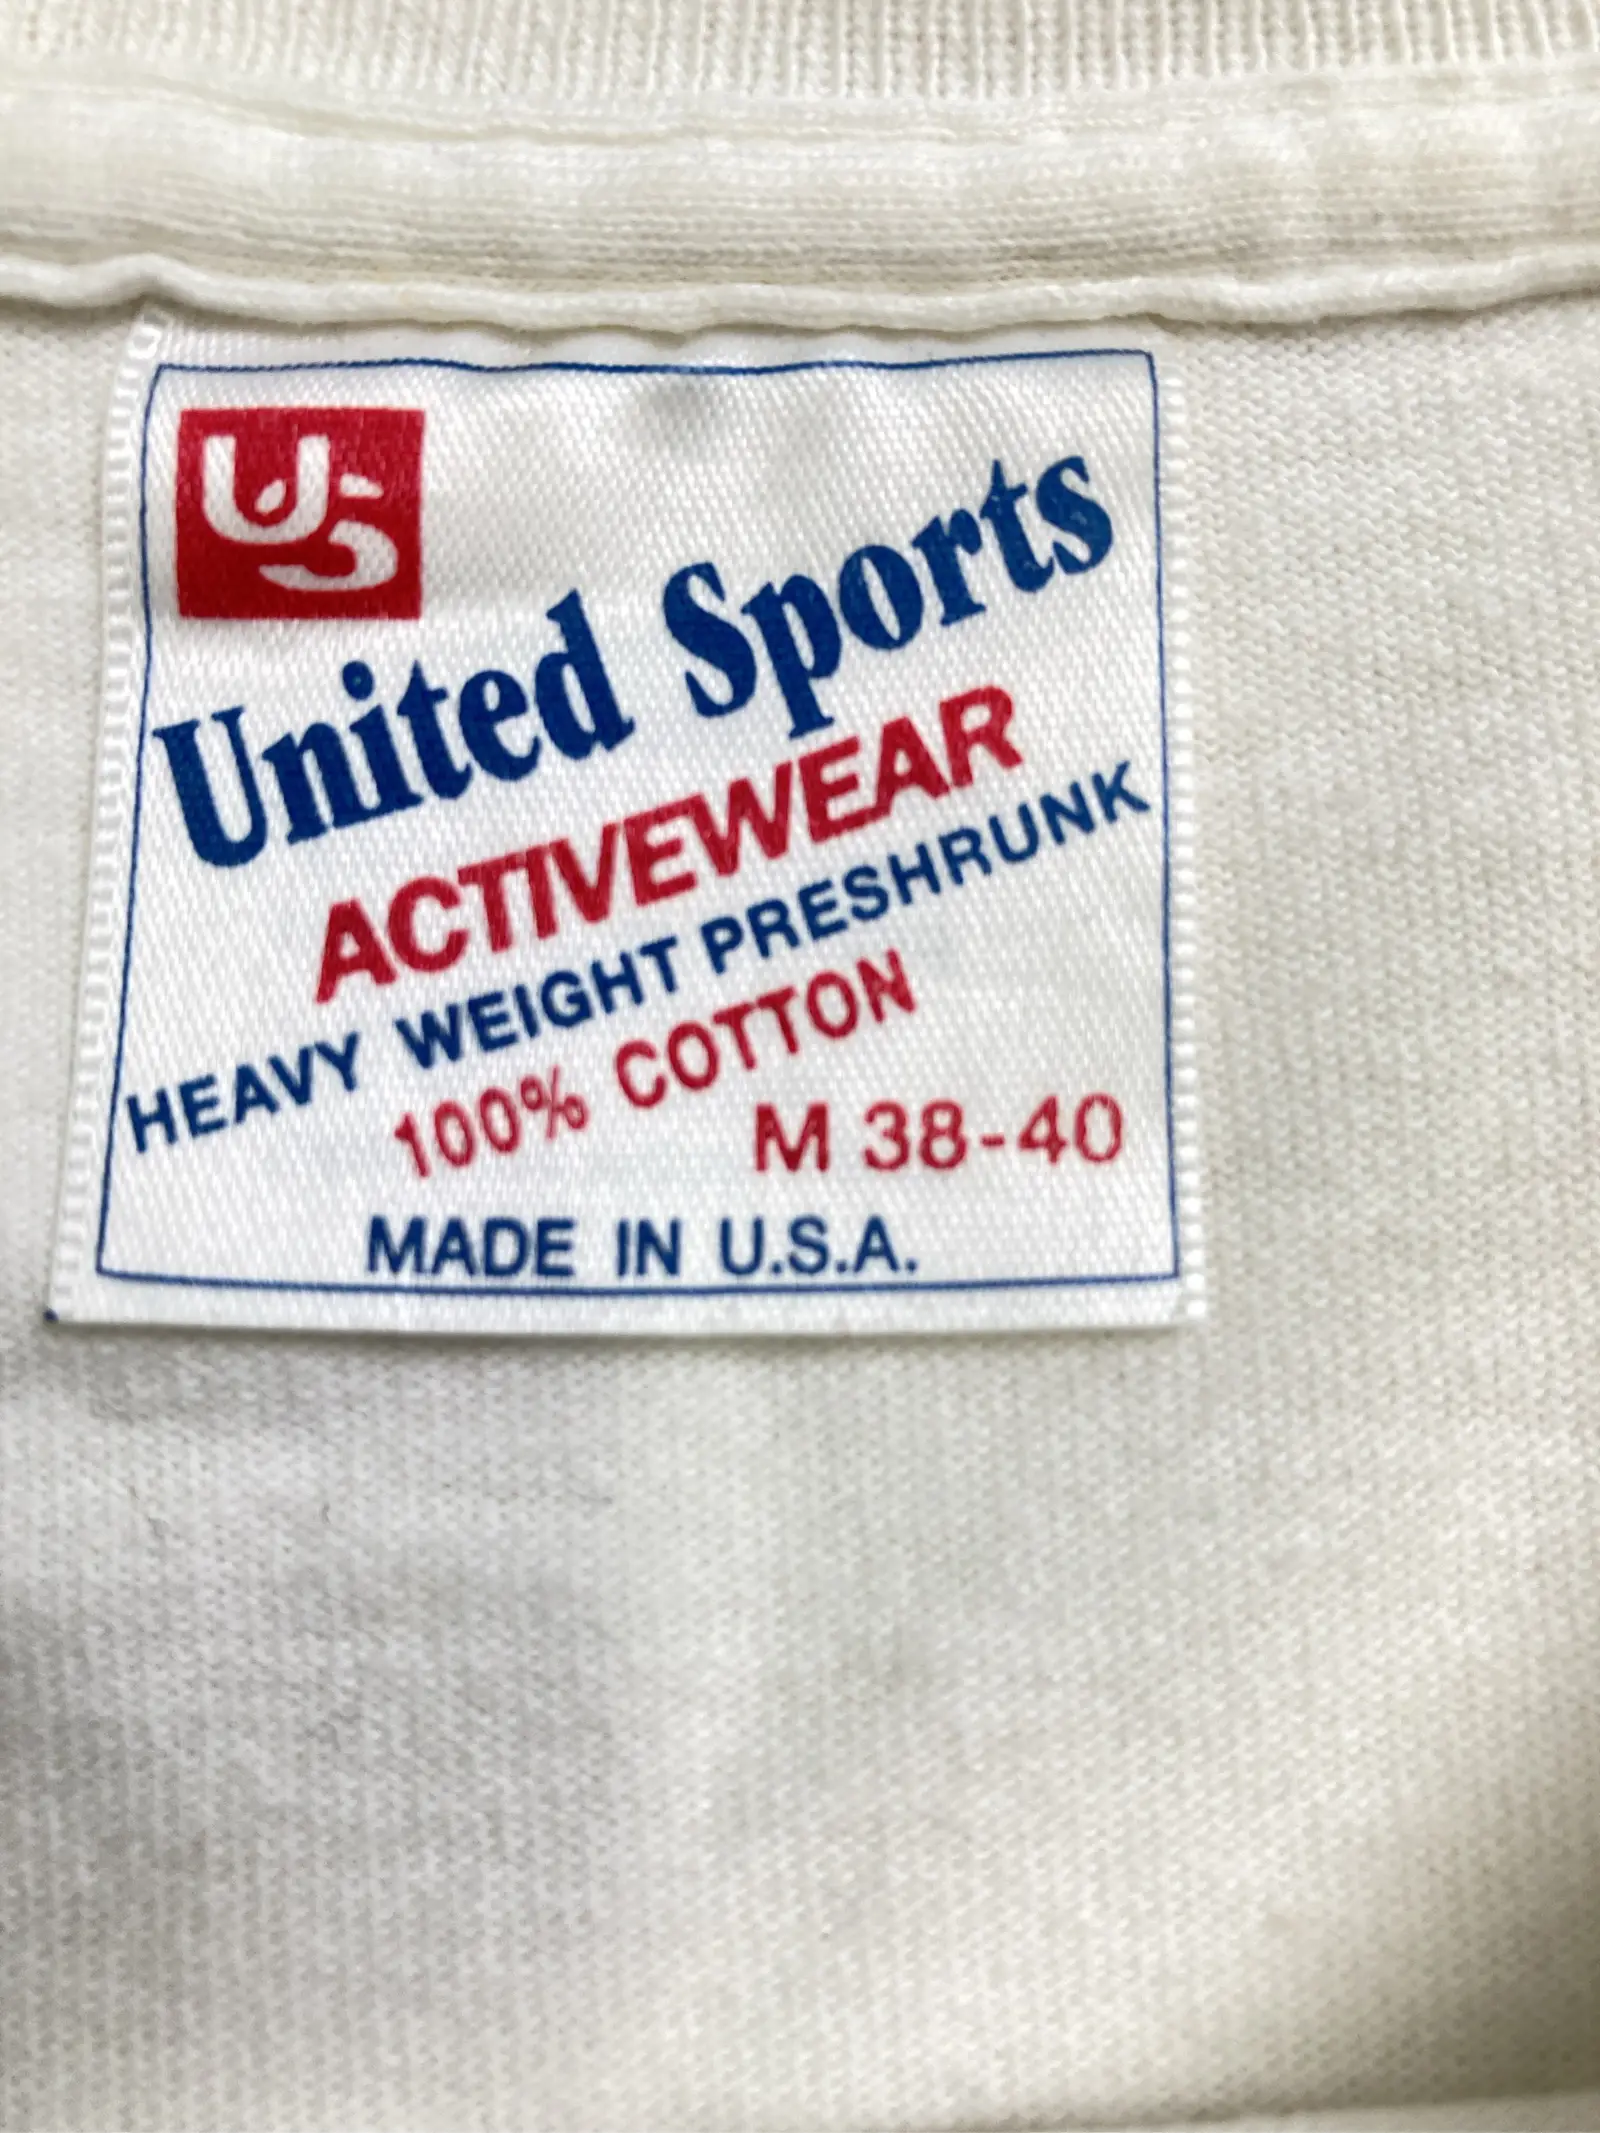 US
United Sports
ACTIVEWEAR
HEAVY WEIGHT PRESHRUNK
100% COTTON
M 38-40
MADE IN U.S.A.